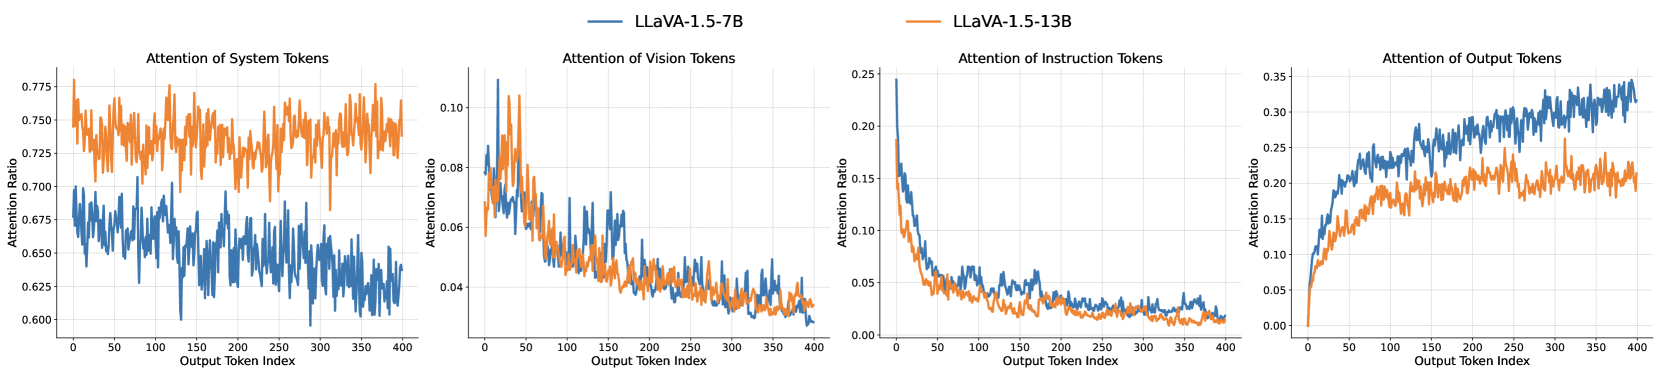 LLaVA-1.5-7B LLaVA-1.5-13B
Attention of System Tokens
0.775
0.750
0.725
0.700
0.675
0.650
0.625
0.600
Attention Ratio
0 50 100 150 200 250 300 350 400
Output Token Index
Attention of Vision Tokens
0.10
0.08
0.06
0.04
Attention Ratio
0 50 100 150 200 250 300 350 400
Output Token Index
Attention of Instruction Tokens
0.25
0.20
0.15
0.10
0.05
0.00
Attention Ratio
0 50 100 150 200 250 300 350 400
Output Token Index
Attention of Output Tokens
0.35
0.30
0.25
0.20
0.15
0.10
0.05
0.00
Attention Ratio
0 50 100 150 200 250 300 350 400
Output Token Index